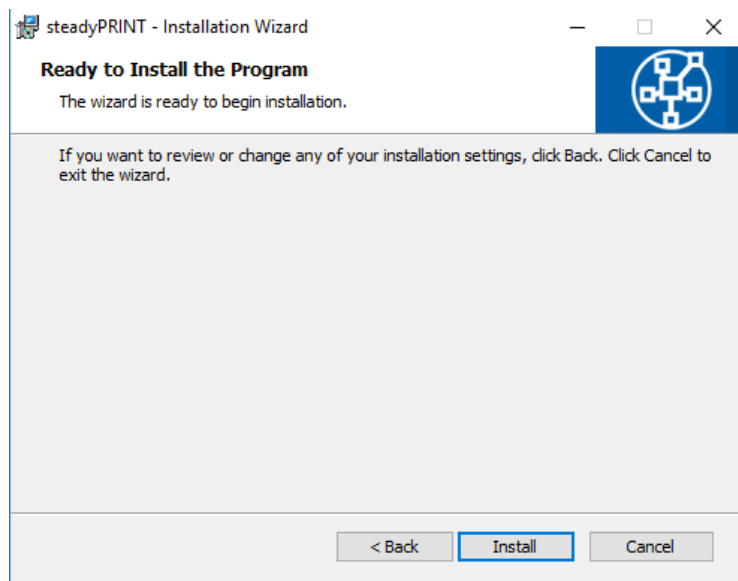 steadyPRINT - Installation Wizard
Ready to Install the Program
The wizard is ready to begin installation.
If you want to review or change any of your installation settings, click Back. Click Cancel to
exit the wizard.
< Back
Install
Cancel